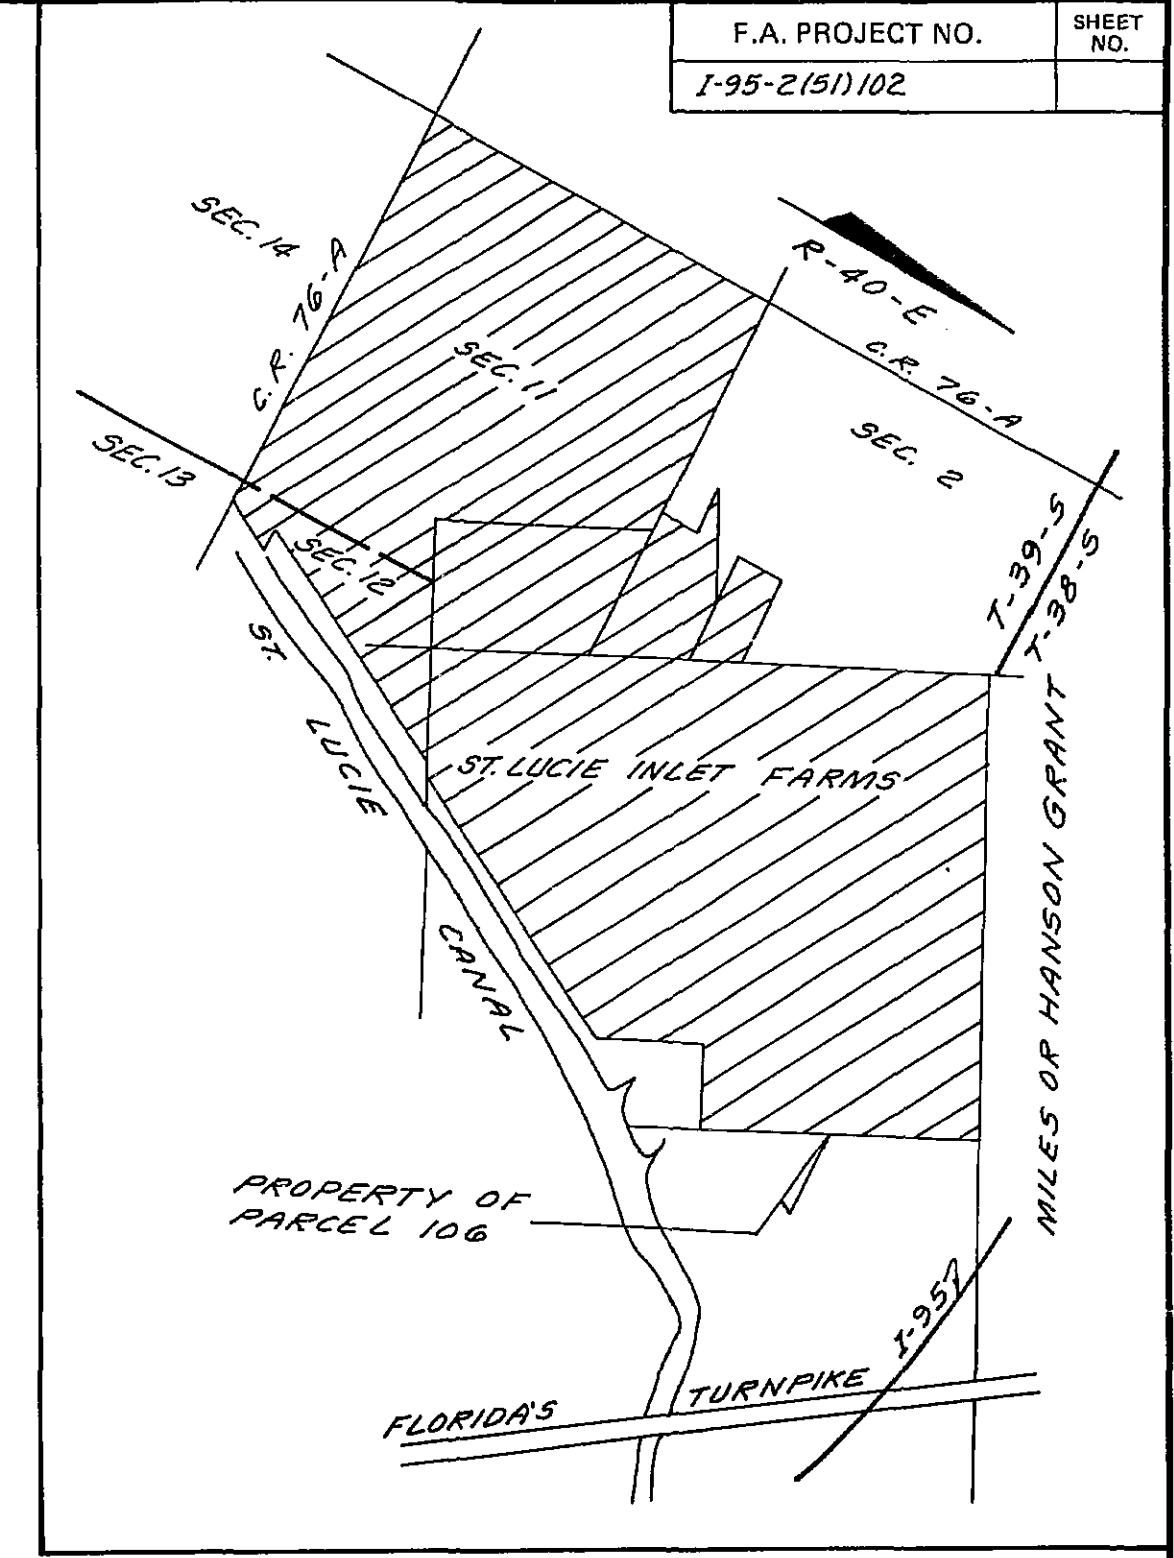 F.A. PROJECT NO.
SHEET
NO.
I-95-2(51)102
SEC. 14
C.R. 76-A
R-40-E
C.R. 76-A
SEC. 11
SEC. 2
SEC. 13
SEC. 12
T-39-S
T-38-S
ST.
LUCIE
CANAL
ST. LUCIE INLET FARMS
MILES OR HANSON GRANT
PROPERTY OF
PARCEL 106
I-95
FLORIDA'S
TURNPIKE